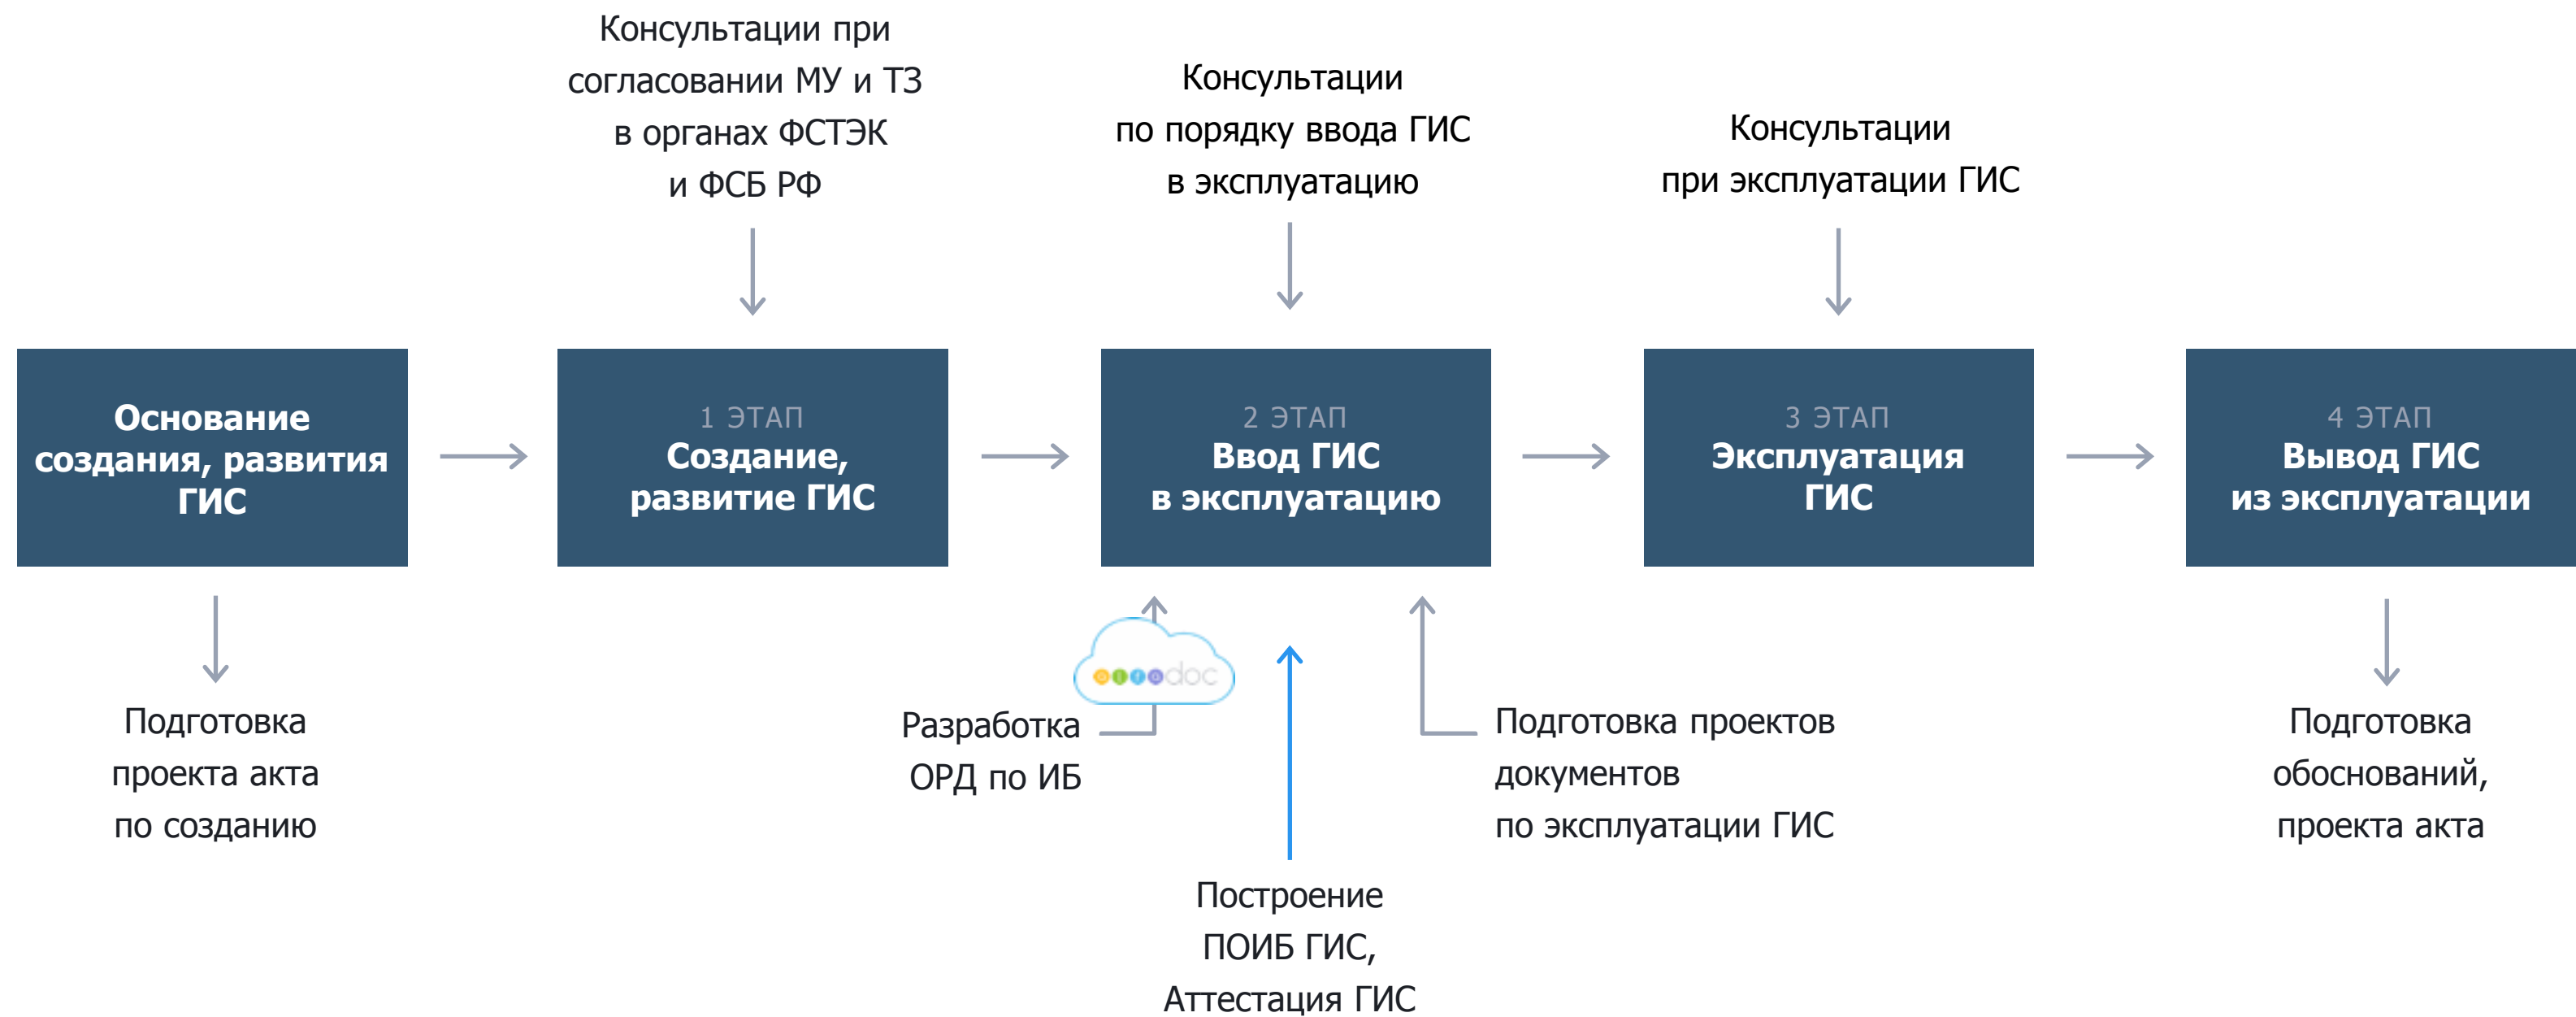 Консультации при
согласовании МУ и ТЗ
в органах ФСТЭК
и ФСБ РФ
Консультации
по порядку ввода ГИС
в эксплуатацию
Консультации
при эксплуатации ГИС
Основание
создания, развития
ГИС
1 ЭТАП
Создание,
развитие ГИС
2 ЭТАП
Ввод ГИС
в эксплуатацию
3 ЭТАП
Эксплуатация
ГИС
4 ЭТАП
Вывод ГИС
из эксплуатации
Подготовка
проекта акта
по созданию
alfadoc
Разработка
ОРД по ИБ
Построение
ПОИБ ГИС,
Аттестация ГИС
Подготовка проектов
документов
по эксплуатации ГИС
Подготовка
обоснований,
проекта акта